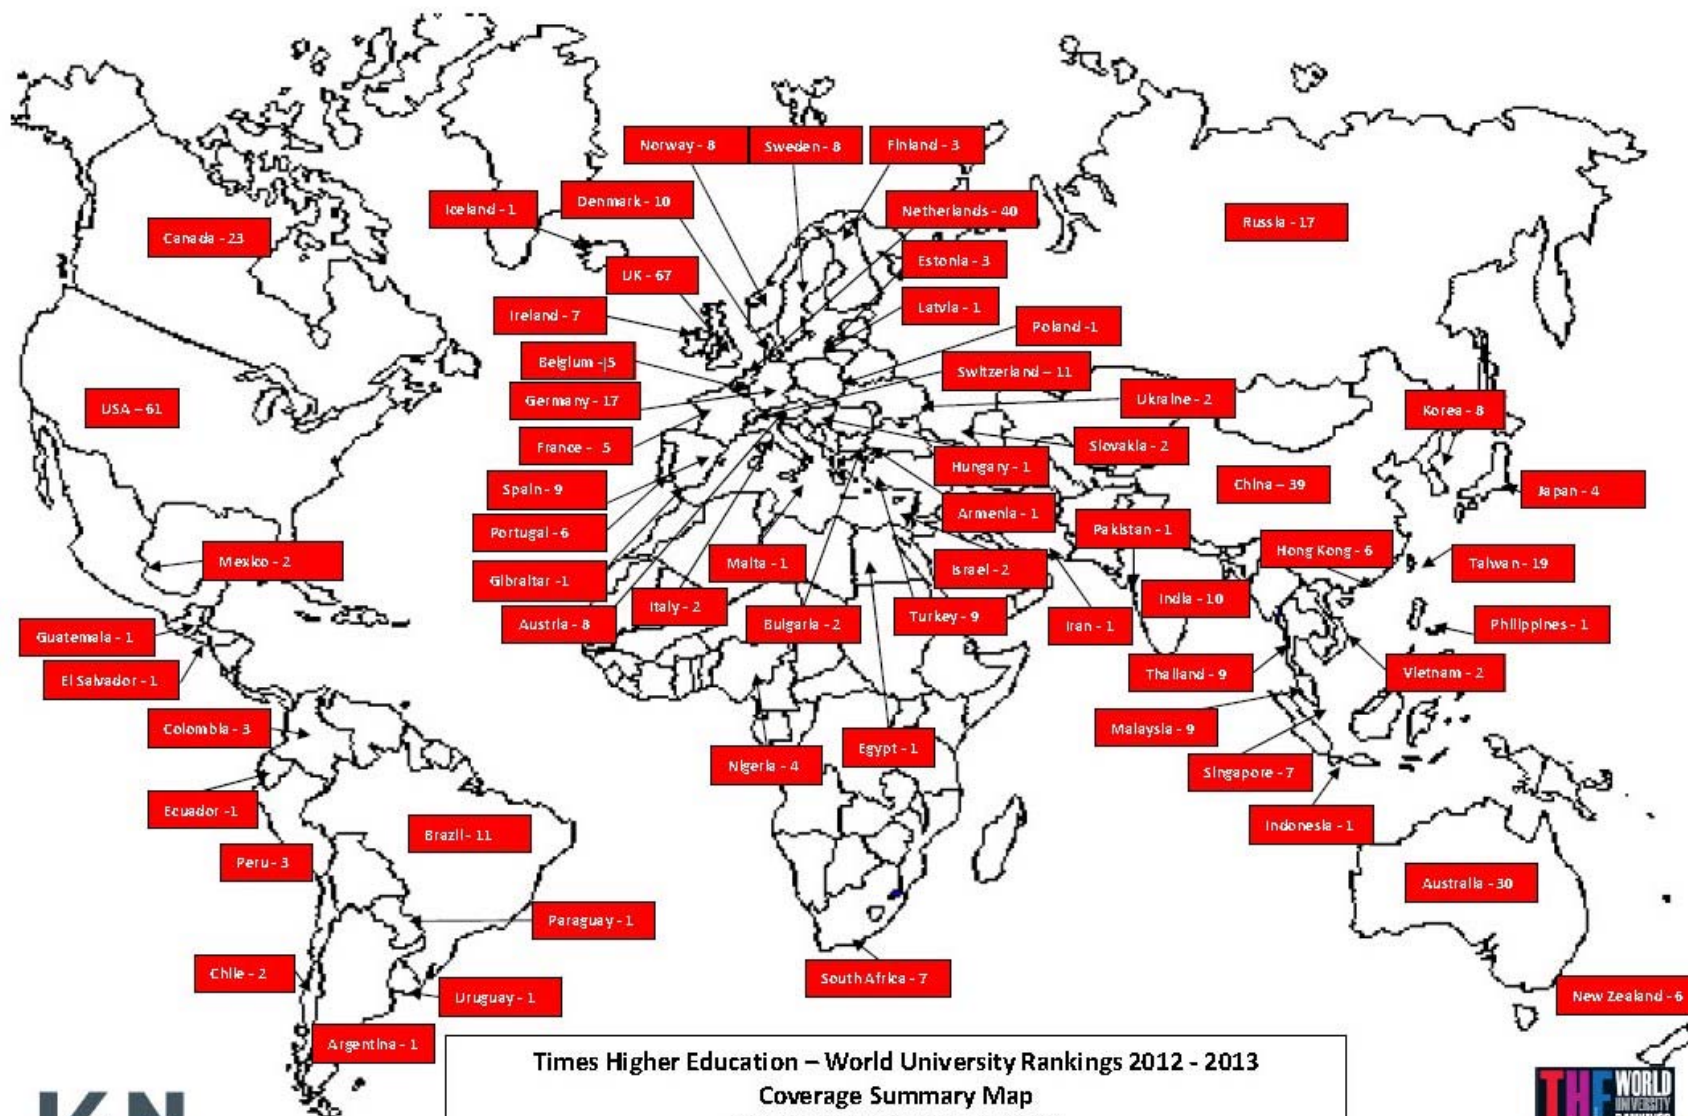 Norway - 8
Sweden - 8
Finland - 3
Iceland - 1
Denmark - 10
Netherlands - 40
Russia - 17
Canada - 23
UK - 67
Estonia - 3
Ireland - 7
Latvia - 1
Poland -1
Belgium -|5
Switzerland – 11
Germany - 17
USA – 61
Ukraine - 2
Korea - 8
France - 5
Slovakia - 2
Hungary - 1
Spain - 9
China – 39
Japan - 4
Portugal - 6
Armenia - 1
Pakistan - 1
Mexico - 2
Malta - 1
Hong Kong - 6
Taiwan - 19
Gibraltar -1
Israel - 2
Italy - 2
India - 10
Austria - 8
Bulgaria - 2
Turkey - 9
Iran - 1
Philippines - 1
Guatemala - 1
El Salvador - 1
Thailand - 9
Vietnam - 2
Colombia - 3
Malaysia - 9
Nigeria - 4
Egypt - 1
Singapore - 7
Ecuador -1
Brazil - 11
Indonesia - 1
Peru - 3
Australia - 30
Paraguay - 1
Chile - 2
South Africa - 7
Uruguay - 1
New Zealand - 6
Argentina - 1
Times Higher Education – World University Rankings 2012 - 2013
Coverage Summary Map
THE WORLD
UNIVERSITY